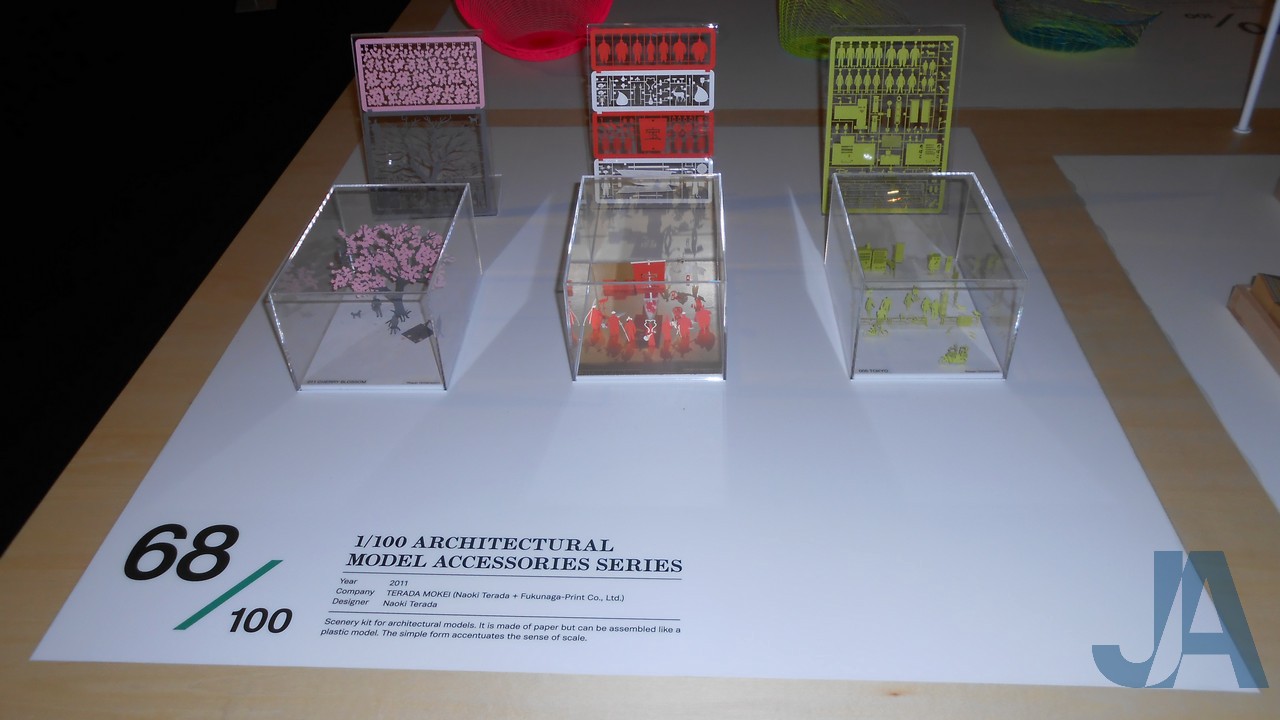 68
/
100
1/100 ARCHITECTURAL
MODEL ACCESSORIES SERIES
Year 2011
Company TERADA MOKEI (Naoki Terada + Fukunaga-Print Co., Ltd.)
Designer Naoki Terada
Scenery kit for architectural models. It is made of paper but can be assembled like a
plastic model. The simple form accentuates the sense of scale.
JA